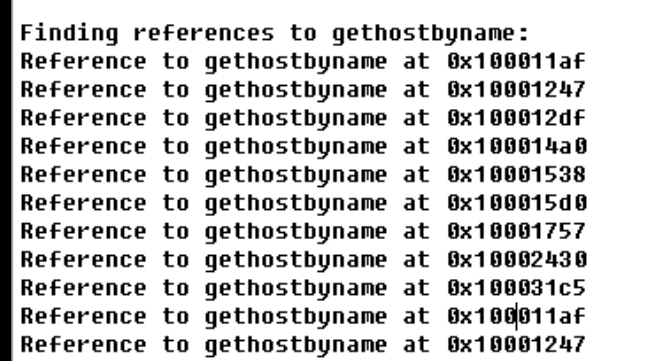 Finding references to gethostbyname:
Reference to gethostbyname at 0x100011af
Reference to gethostbyname at 0x10001247
Reference to gethostbyname at 0x100012df
Reference to gethostbyname at 0x100014a0
Reference to gethostbyname at 0x10001538
Reference to gethostbyname at 0x100015d0
Reference to gethostbyname at 0x10001757
Reference to gethostbyname at 0x10002430
Reference to gethostbyname at 0x100031c5
Reference to gethostbyname at 0x100011af
Reference to gethostbyname at 0x10001247